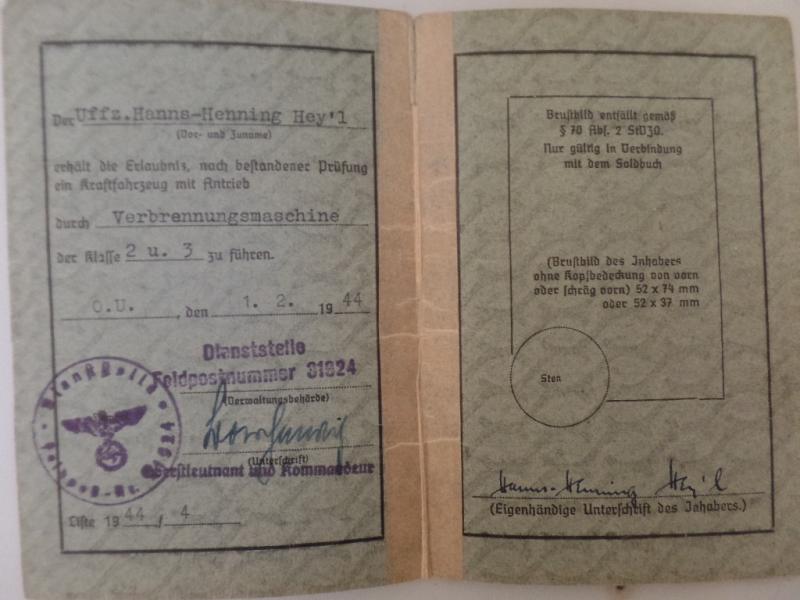 Der Uffz. Hanns-Henning Hey'l
(Vor- und Zuname)
erhält die Erlaubnis, nach bestandener Prüfung
ein Kraftfahrzeug mit Antrieb
durch Verbrennungsmaschine
der Klasse 2 u. 3 zu führen.
O.U. , den 1. 2. 1944
Dienststelle
Feldpostnummer 31924
(Verwaltungsbehörde)
(Unterschrift)
Oberstleutnant und Kommandeur
Liste 1944 / 4
Brustbild entfällt gemäß
§ 70 Abs. 2 StVZO.
Nur gültig in Verbindung
mit dem Soldbuch
(Brustbild des Inhabers
ohne Kopfbedeckung von vorn
oder schräg vorn) 52 x 74 mm
oder 52 x 37 mm
Hanns-Henning Hey'l
(Eigenhändige Unterschrift des Inhabers.)